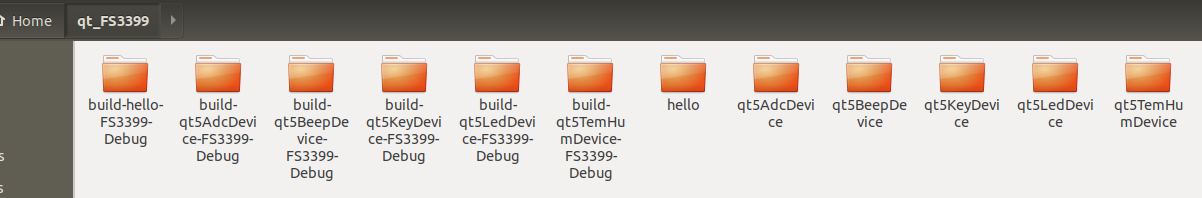 Home
qt_FS3399
build-hello-
FS3399-
Debug
build-
qt5AdcDevi
ce-FS3399-
Debug
build-
qt5BeepDe
vice-
FS3399-
Debug
build-
qt5KeyDevi
ce-FS3399-
Debug
build-
qt5LedDevi
ce-FS3399-
Debug
build-
qt5TemHu
mDevice-
FS3399-
Debug
hello
qt5AdcDevi
ce
qt5BeepDe
vice
qt5KeyDevi
ce
qt5LedDevi
ce
qt5TemHu
mDevice
s
s